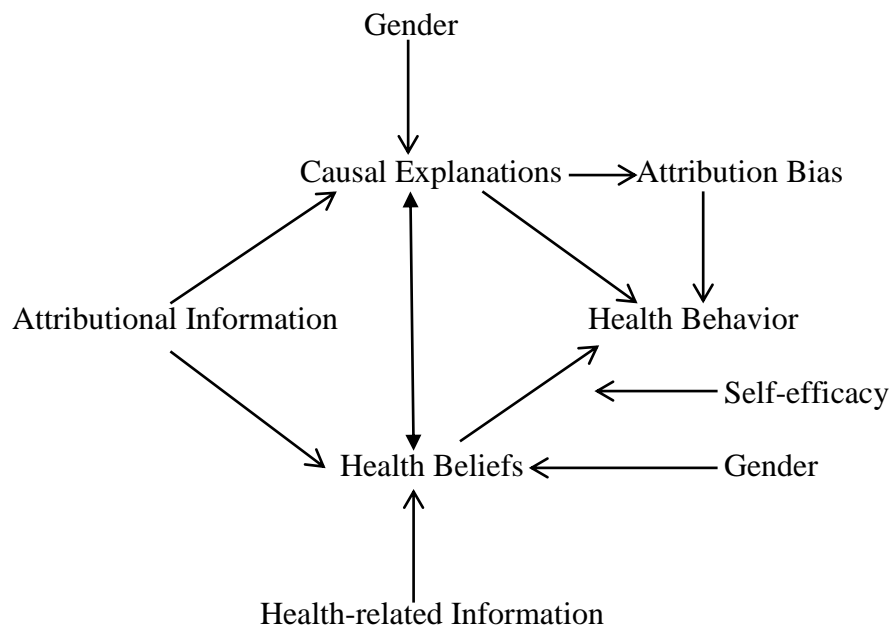 Gender
Causal Explanations
Attribution Bias
Attributional Information
Health Behavior
Self-efficacy
Health Beliefs
Gender
Health-related Information